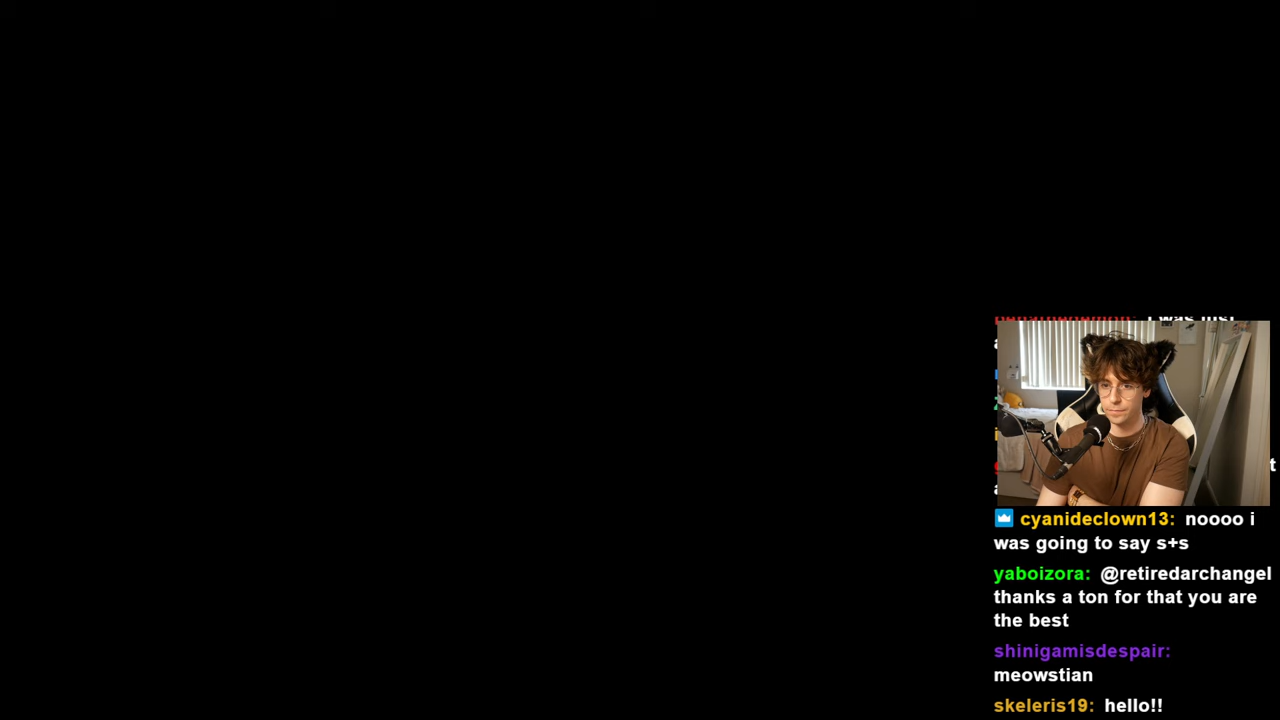 cyanideclown13: noooo i
was going to say s+s
yaboizora: @retiredarchangel
thanks a ton for that you are
the best
shinigamisdespair:
meowstian
skeleris19: hello!!